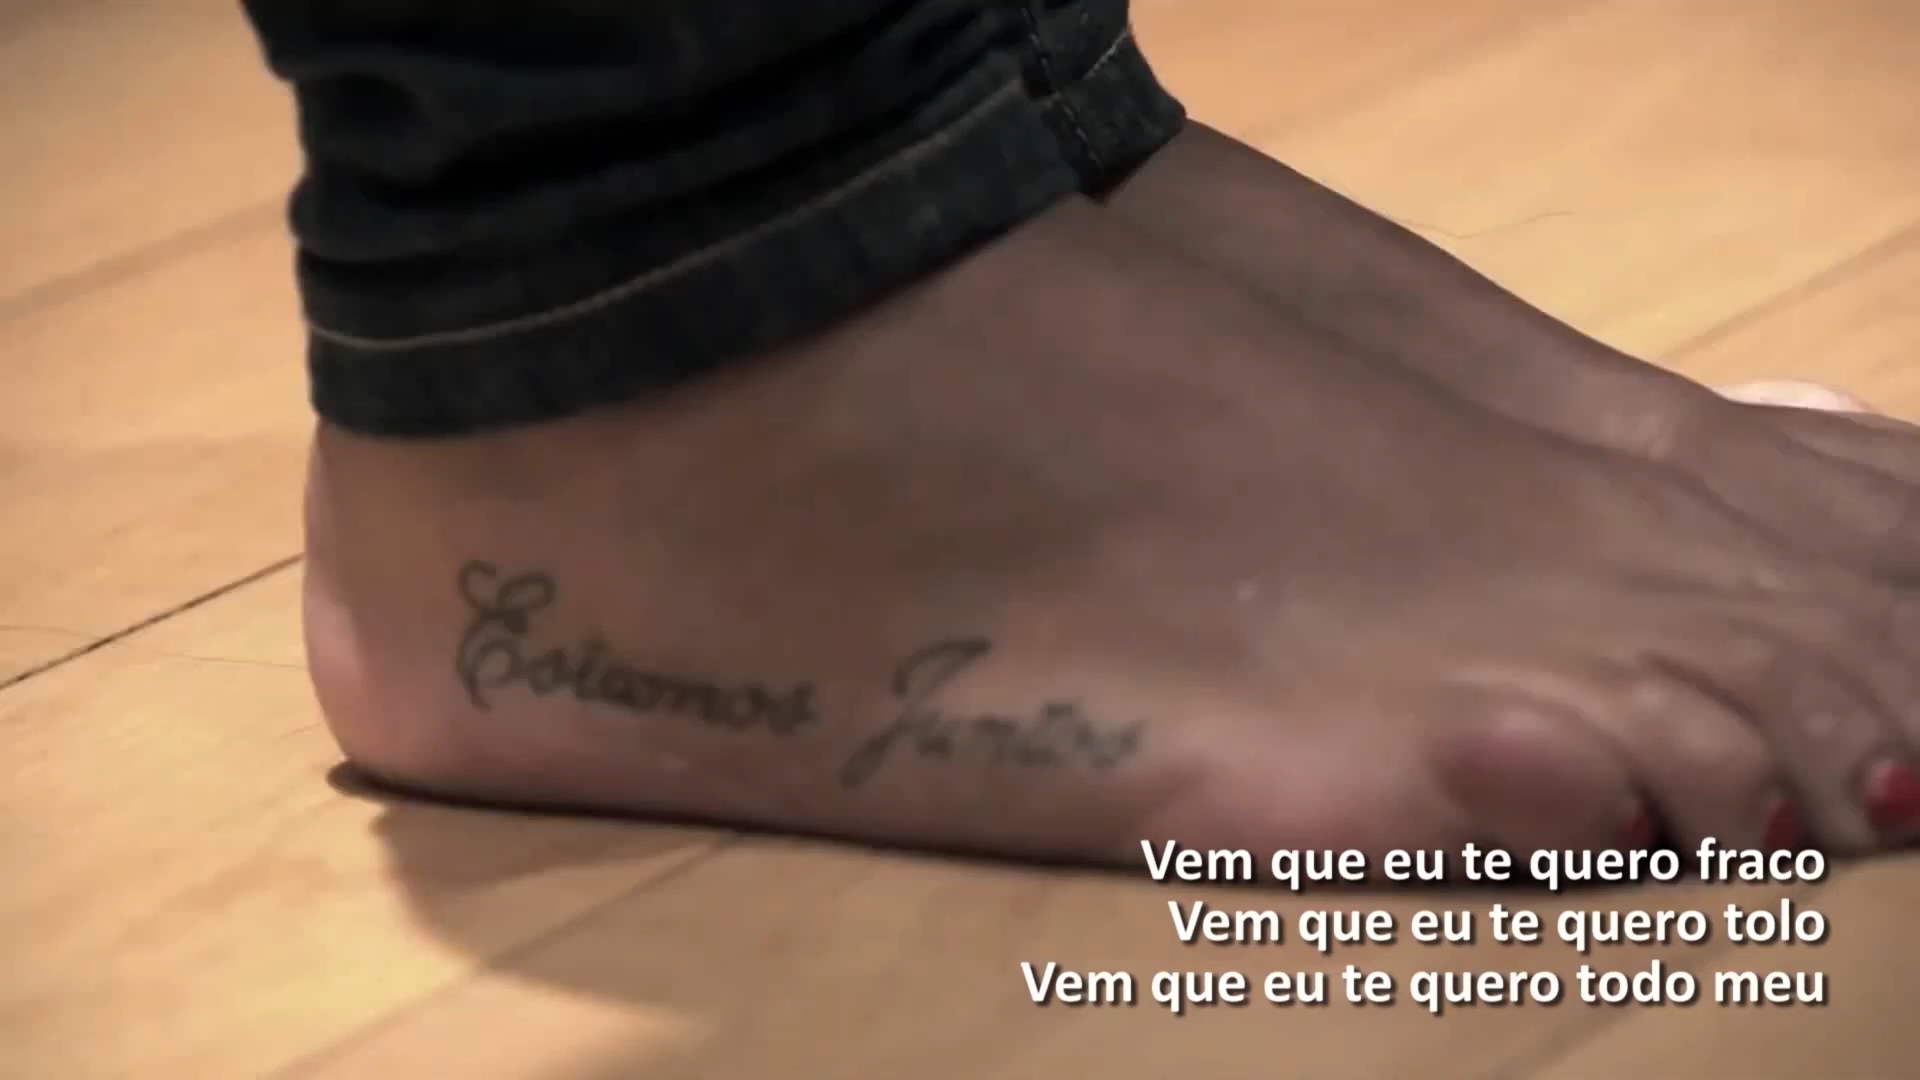 Estamos Juntos
Vem que eu te quero fraco
Vem que eu te quero tolo
Vem que eu te quero todo meu